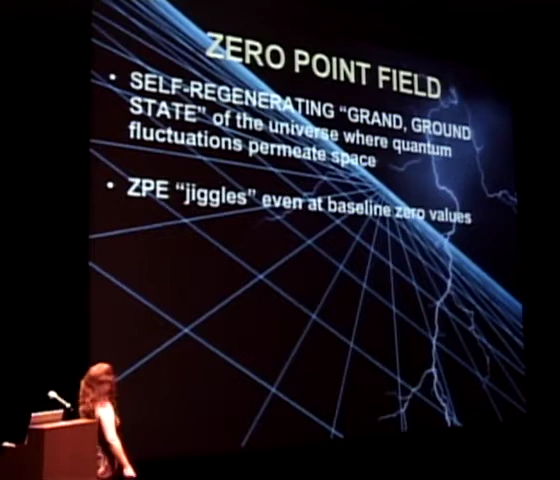 ZERO POINT FIELD
• SELF-REGENERATING “GRAND, GROUND
STATE” of the universe where quantum
fluctuations permeate space
• ZPE “jiggles” even at baseline zero values